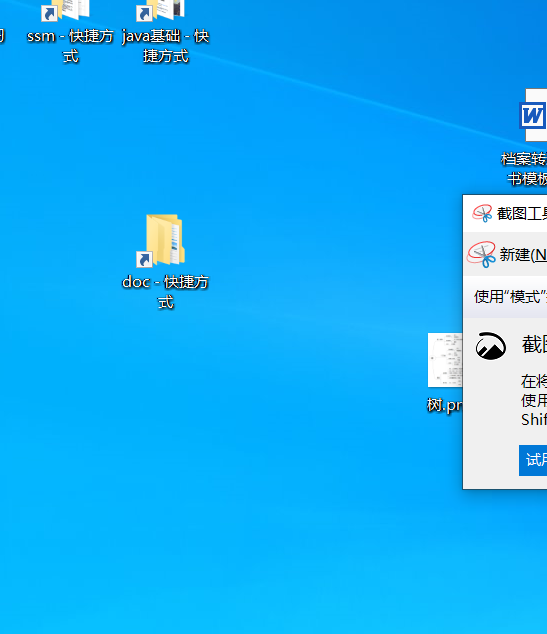 ssm - 快捷方
式
java基础 - 快
捷方式
档案转
书模板
截图工具
新建(N
使用“模式”
doc - 快捷方
式
截图
在将
使用
Shif
树.pn
试用